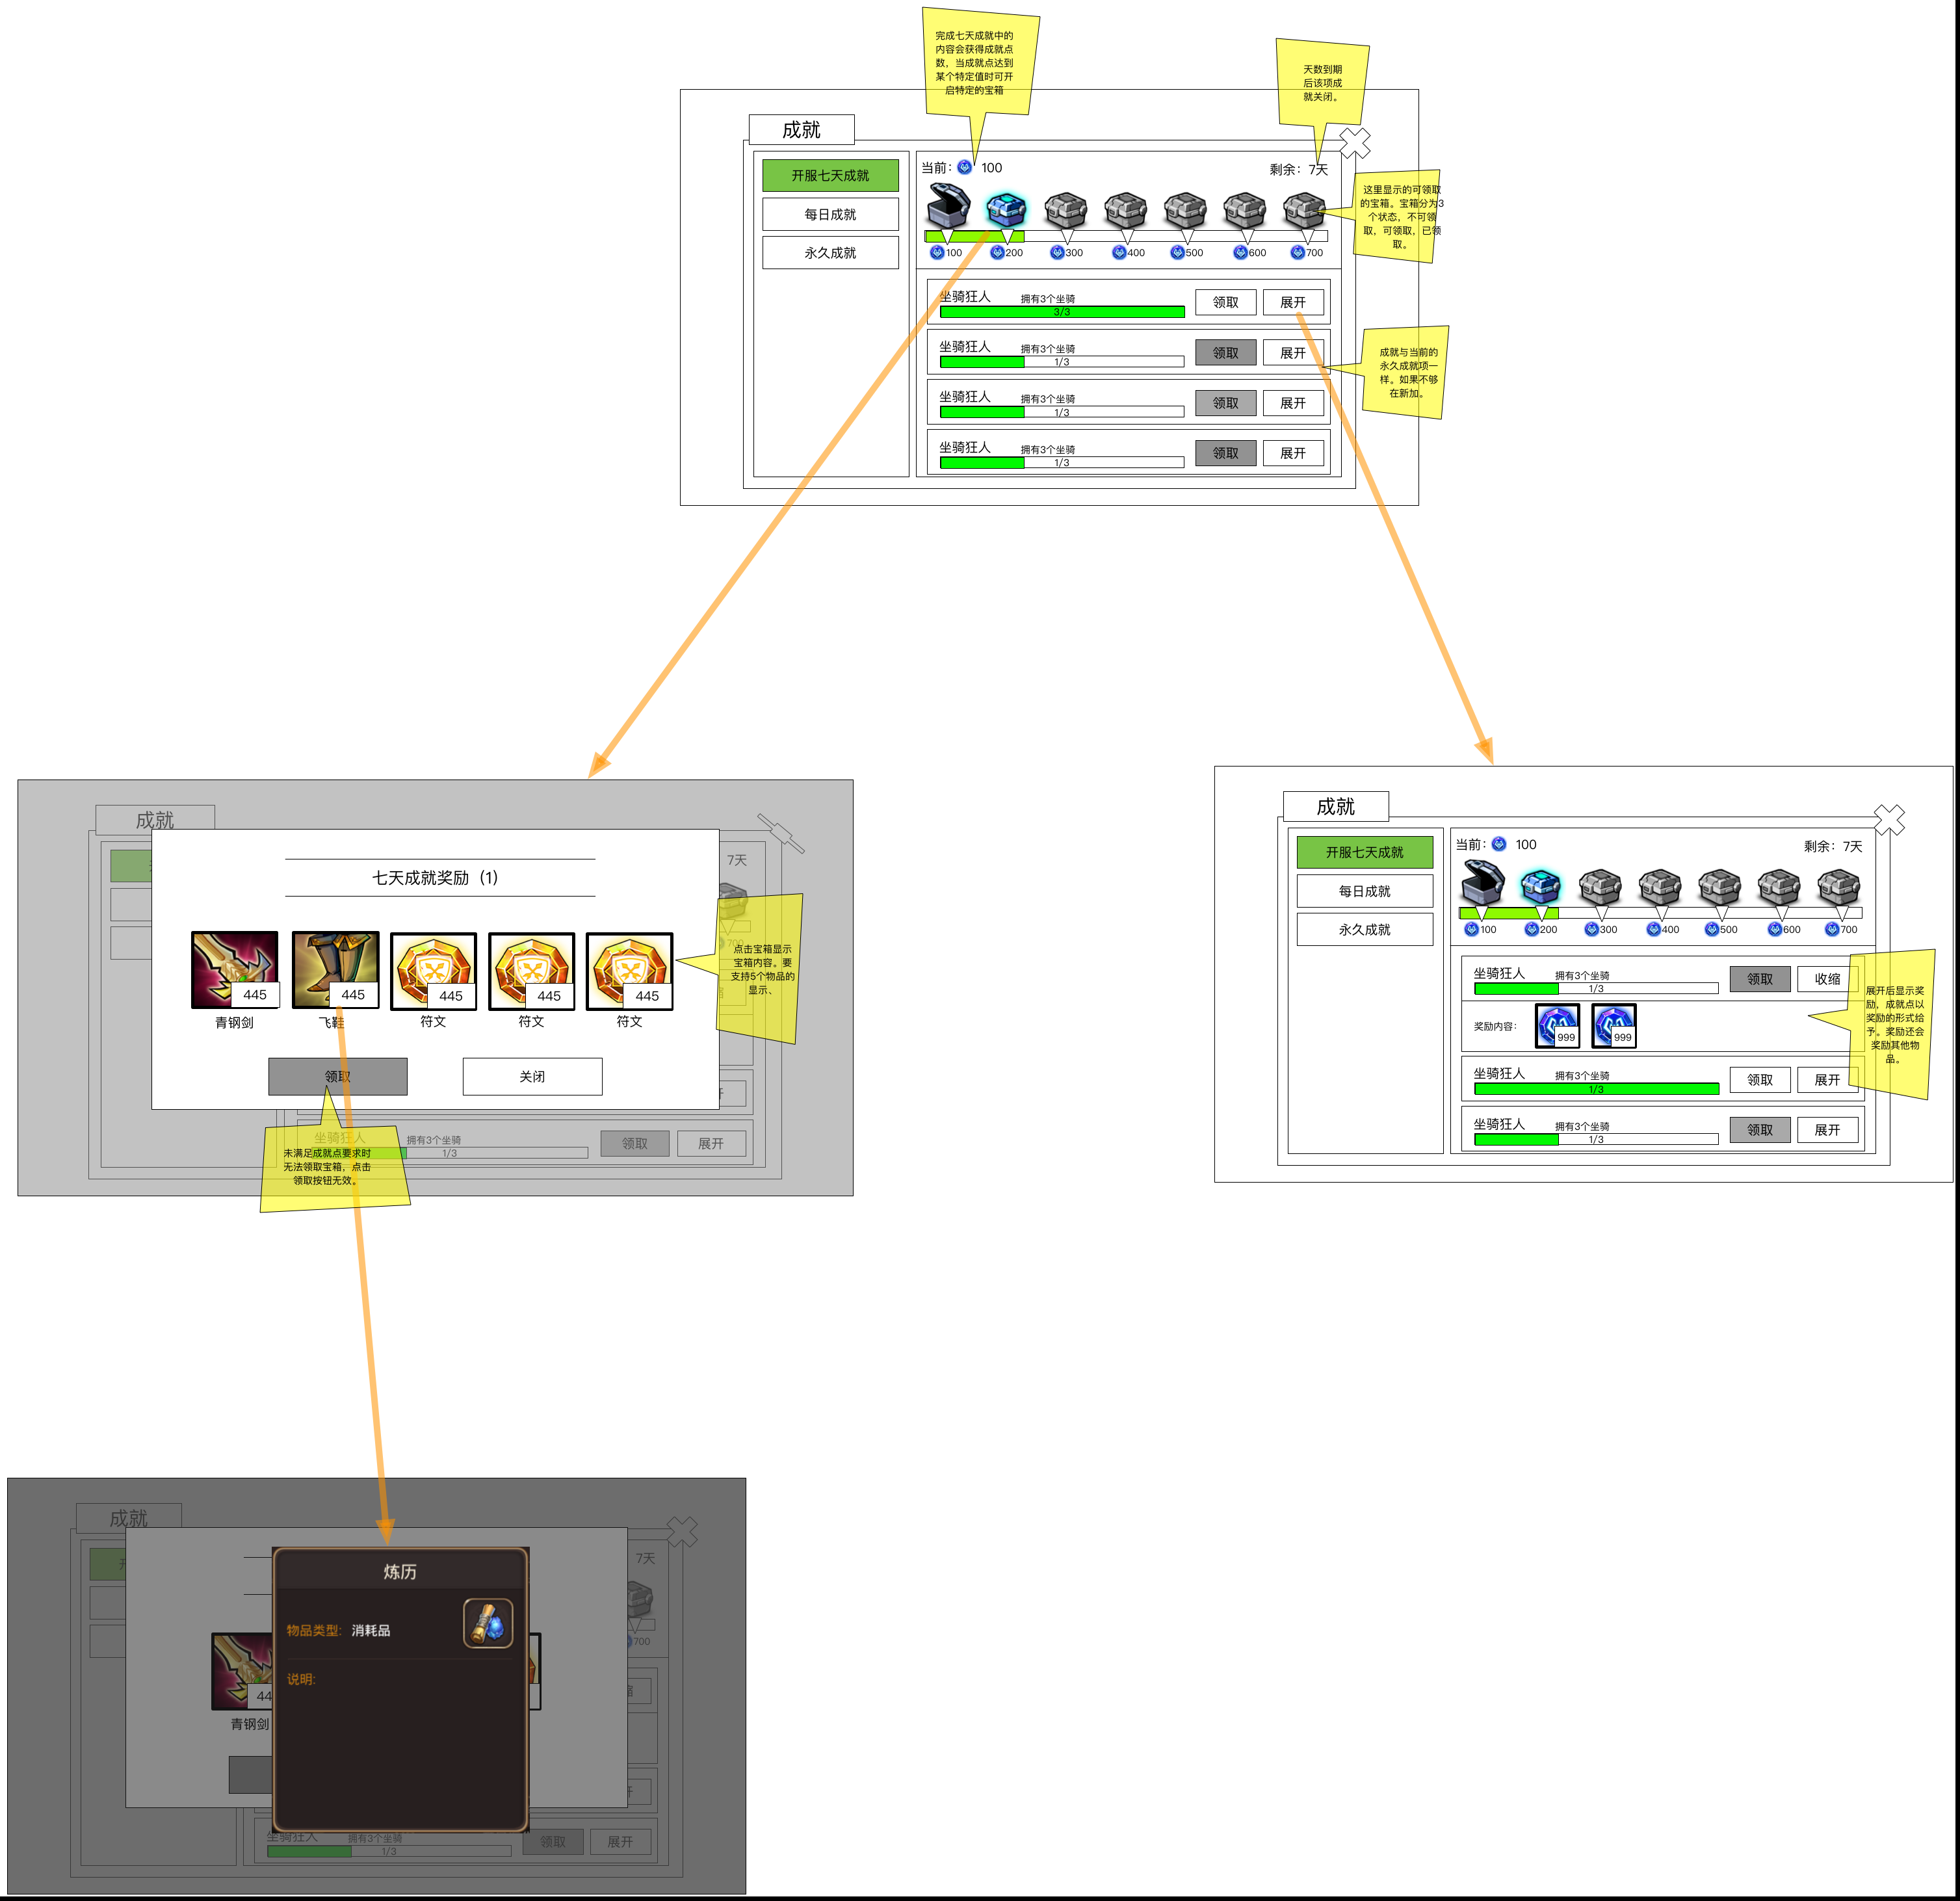 完成七天成就中的
内容会获得成就点
数，当成就点达到
某个特定值时可开
启特定的宝箱
天数到期
后该项成
就关闭。
成就
开服七天成就
每日成就
永久成就
当前： 100
剩余：7天
100 200 300 400 500 600 700
这里显示的可领取
的宝箱。宝箱分为3
个状态，不可领
取，可领取，已领
取。
坐骑狂人 拥有3个坐骑
3/3
领取 展开
坐骑狂人 拥有3个坐骑
1/3
领取 展开
坐骑狂人 拥有3个坐骑
1/3
领取 展开
坐骑狂人 拥有3个坐骑
1/3
领取 展开
成就与当前的
永久成就项一
样。如果不够
在新加。
成就
7天
七天成就奖励（1）
445 445 445 445 445
青钢剑 飞鞋 符文 符文 符文
领取 关闭
点击宝箱显示
宝箱内容。要
支持5个物品的
显示、
700
坐骑狂人 拥有3个坐骑
1/3
领取 展开
未满足成就点要求时
无法领取宝箱，点击
领取按钮无效。
成就
开服七天成就
每日成就
永久成就
当前： 100
剩余：7天
100 200 300 400 500 600 700
坐骑狂人 拥有3个坐骑
1/3
领取 收缩
奖励内容： 999 999
坐骑狂人 拥有3个坐骑
1/3
领取 展开
坐骑狂人 拥有3个坐骑
1/3
领取 展开
展开后显示奖
励，成就点以
奖励的形式给
予。奖励还会
奖励其他物
品。
成就
7天
700
44
青钢剑
炼历
物品类型: 消耗品
说明:
坐骑狂人 拥有3个坐骑
1/3
领取 展开